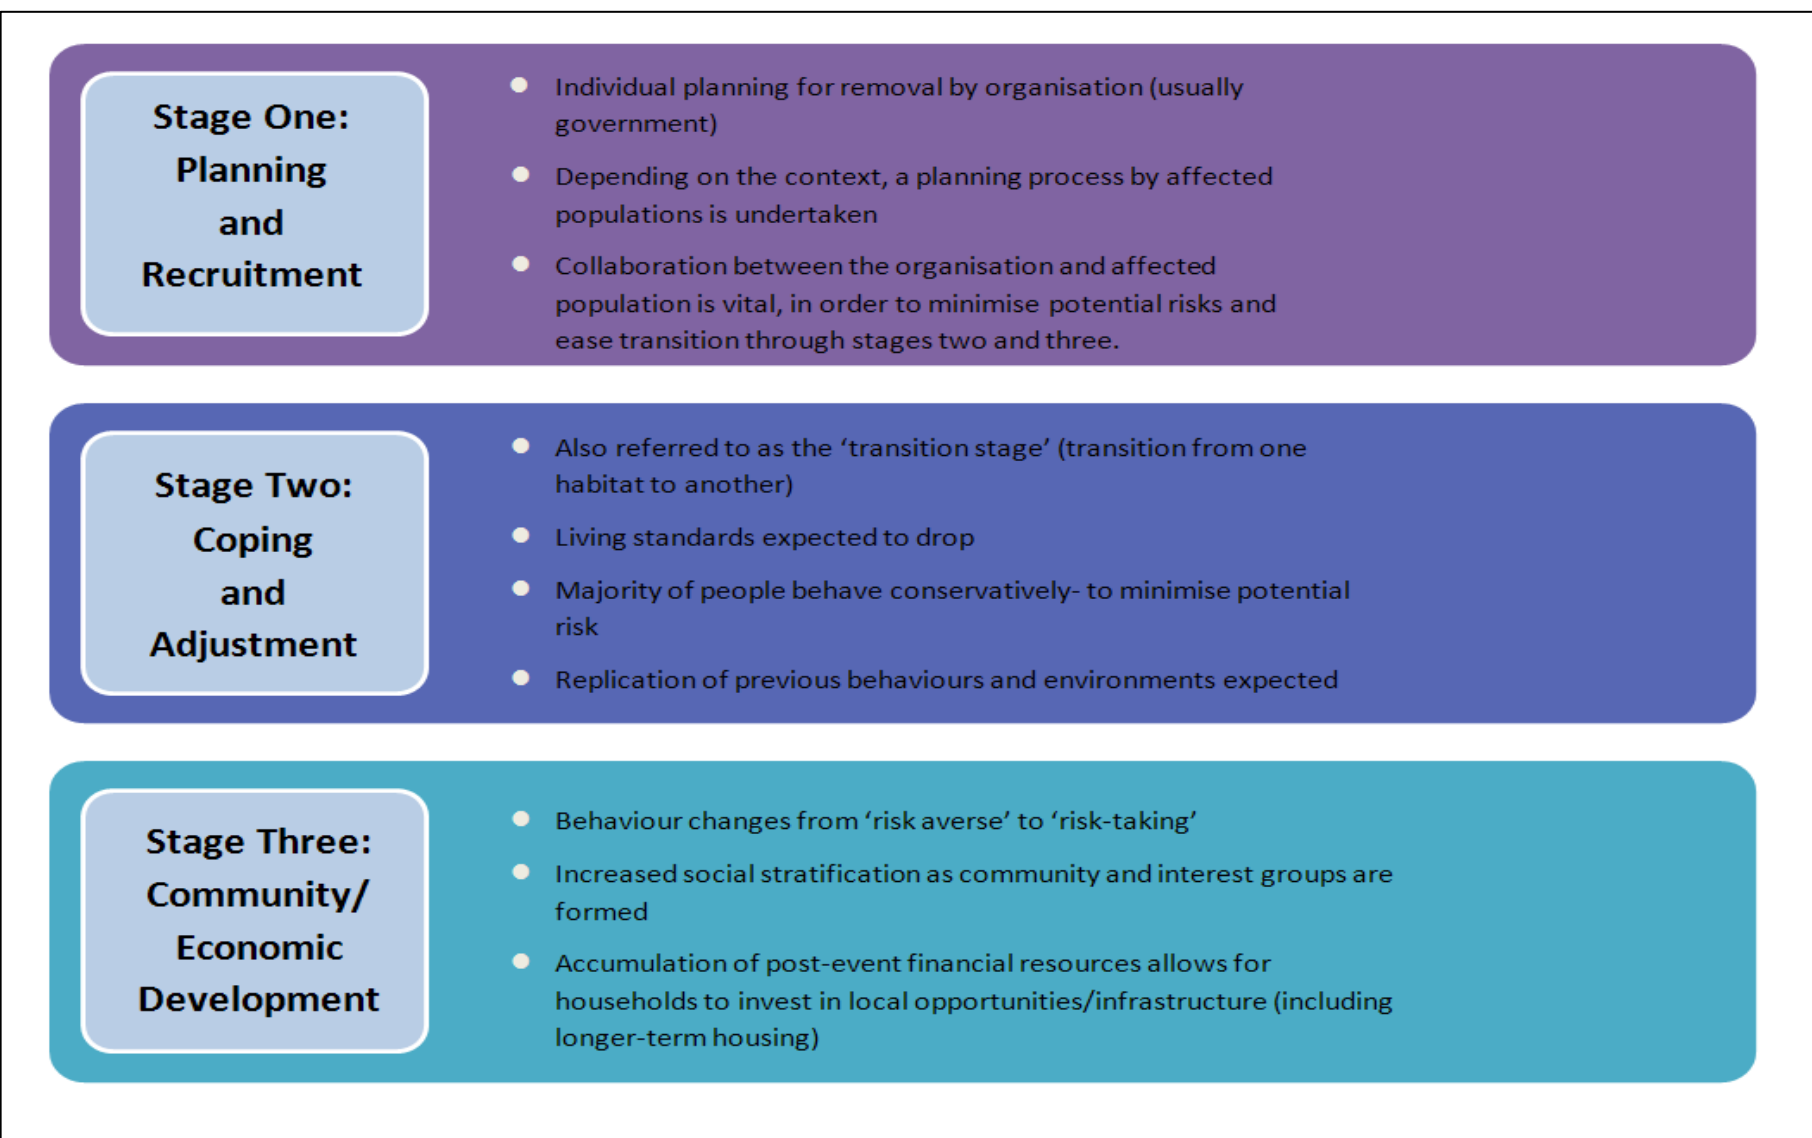 Stage One:
Planning
and
Recruitment
Individual planning for removal by organisation (usually
government)
Depending on the context, a planning process by affected
populations is undertaken
Collaboration between the organisation and affected
population is vital, in order to minimise potential risks and
ease transition through stages two and three.
Stage Two:
Coping
and
Adjustment
Also referred to as the ‘transition stage’ (transition from one
habitat to another)
Living standards expected to drop
Majority of people behave conservatively- to minimise potential
risk
Replication of previous behaviours and environments expected
Stage Three:
Community/
Economic
Development
Behaviour changes from ‘risk averse’ to ‘risk-taking’
Increased social stratification as community and interest groups are
formed
Accumulation of post-event financial resources allows for
households to invest in local opportunities/infrastructure (including
longer-term housing)